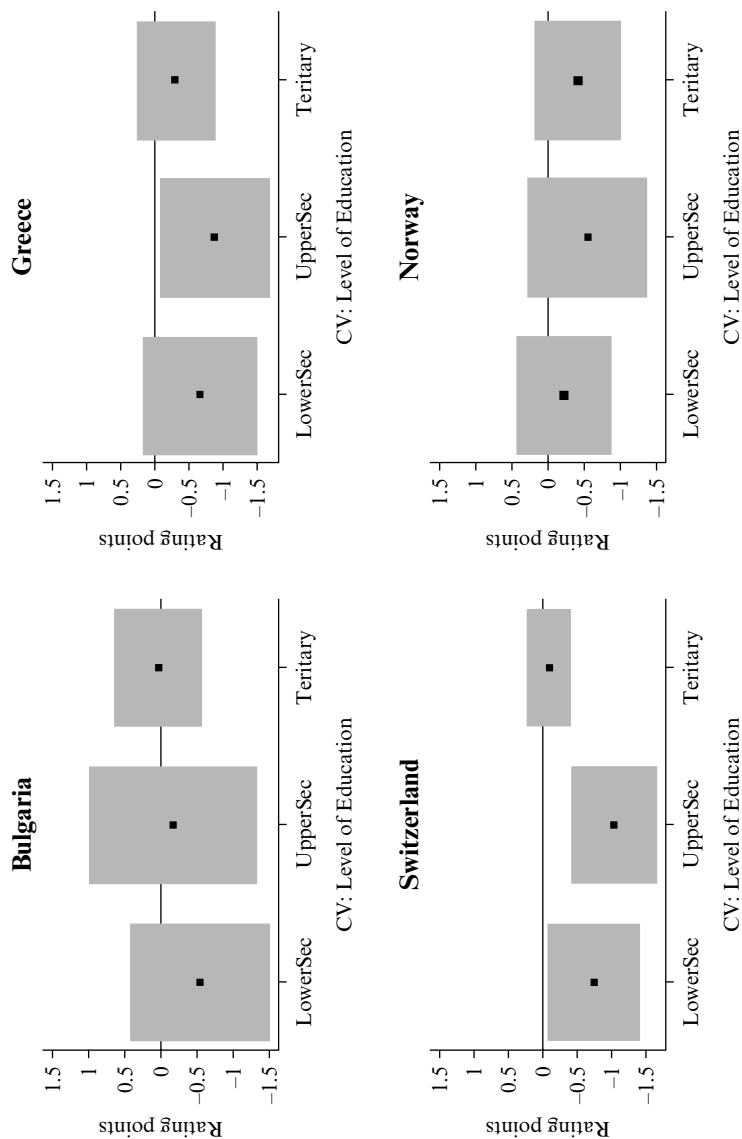 Bulgaria
1.5
1
0.5
0
−0.5
−1
−1.5
Rating points
LowerSec UpperSec Teritary
CV: Level of Education
Greece
1.5
1
0.5
0
−0.5
−1
−1.5
Rating points
LowerSec UpperSec Teritary
CV: Level of Education
Switzerland
1.5
1
0.5
0
−0.5
−1
−1.5
Rating points
LowerSec UpperSec Teritary
CV: Level of Education
Norway
1.5
1
0.5
0
−0.5
−1
−1.5
Rating points
LowerSec UpperSec Teritary
CV: Level of Education